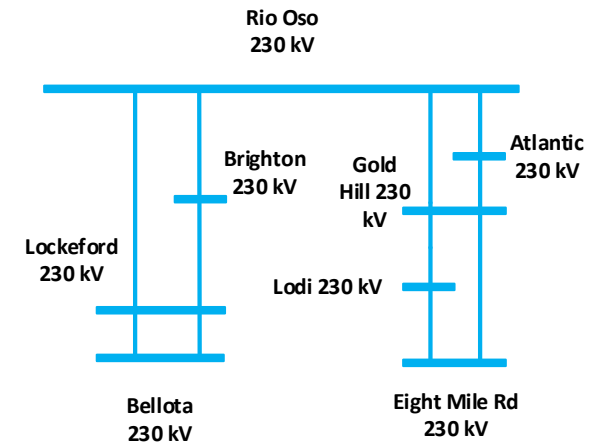 Rio Oso
230 kV
Atlantic
230 kV
Brighton
230 kV
Gold
Hill 230
kV
Lockeford
230 kV
Lodi 230 kV
Bellota
230 kV
Eight Mile Rd
230 kV